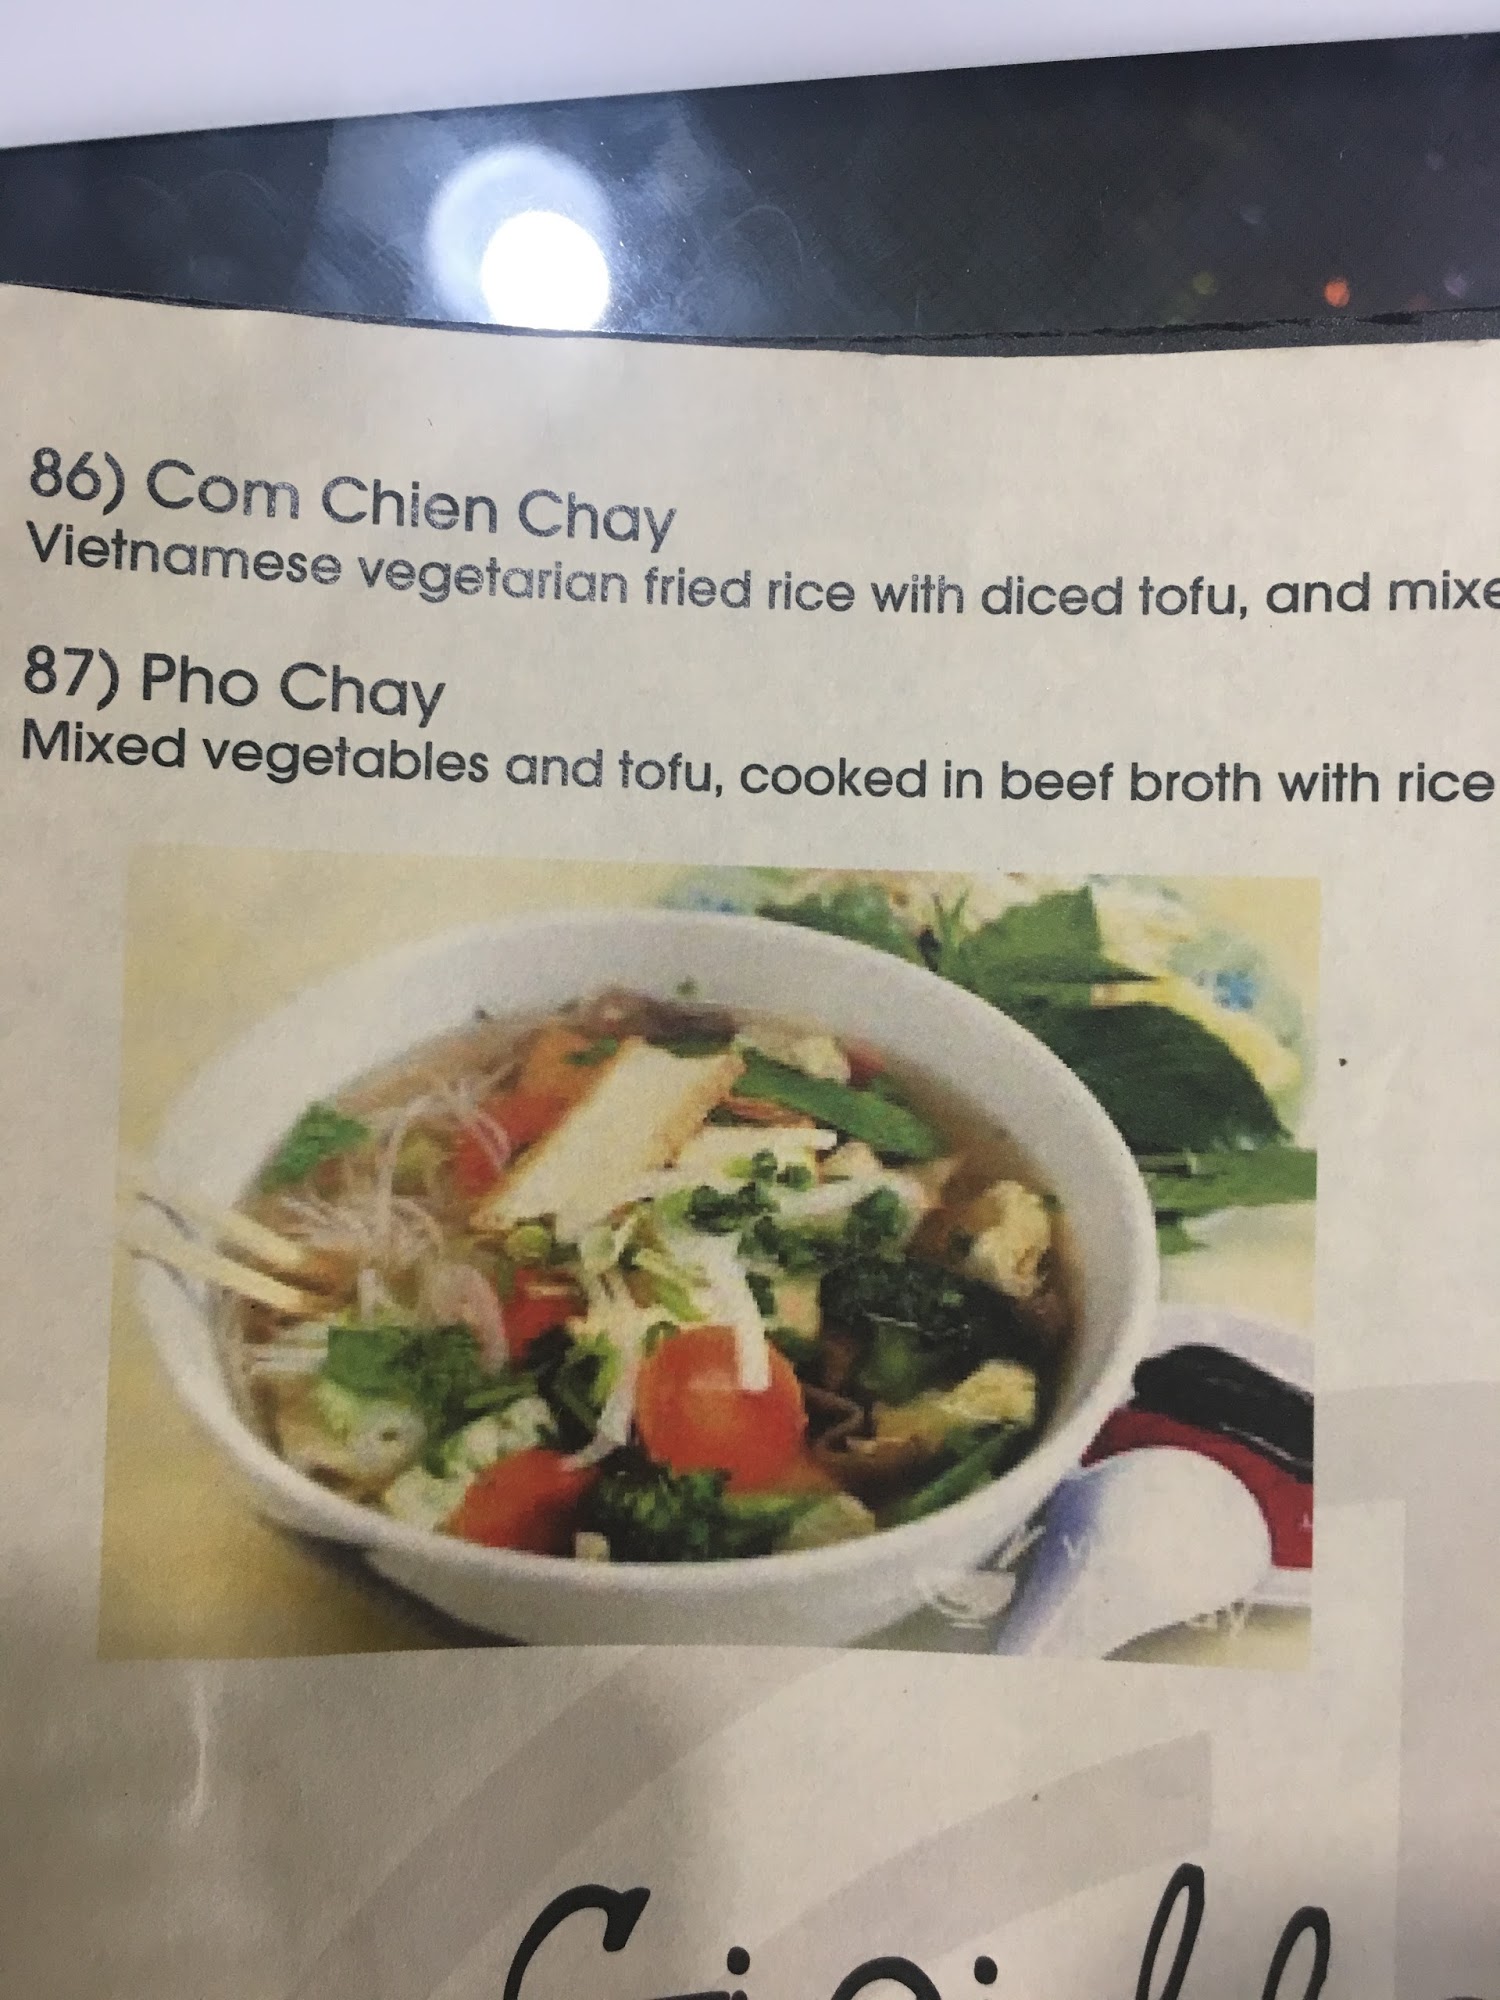 86) Com Chien Chay
Vietnamese vegetarian fried rice with diced tofu, and
87) Pho Chay
Mixed vegetables and tofu, cooked in beef broth with rice